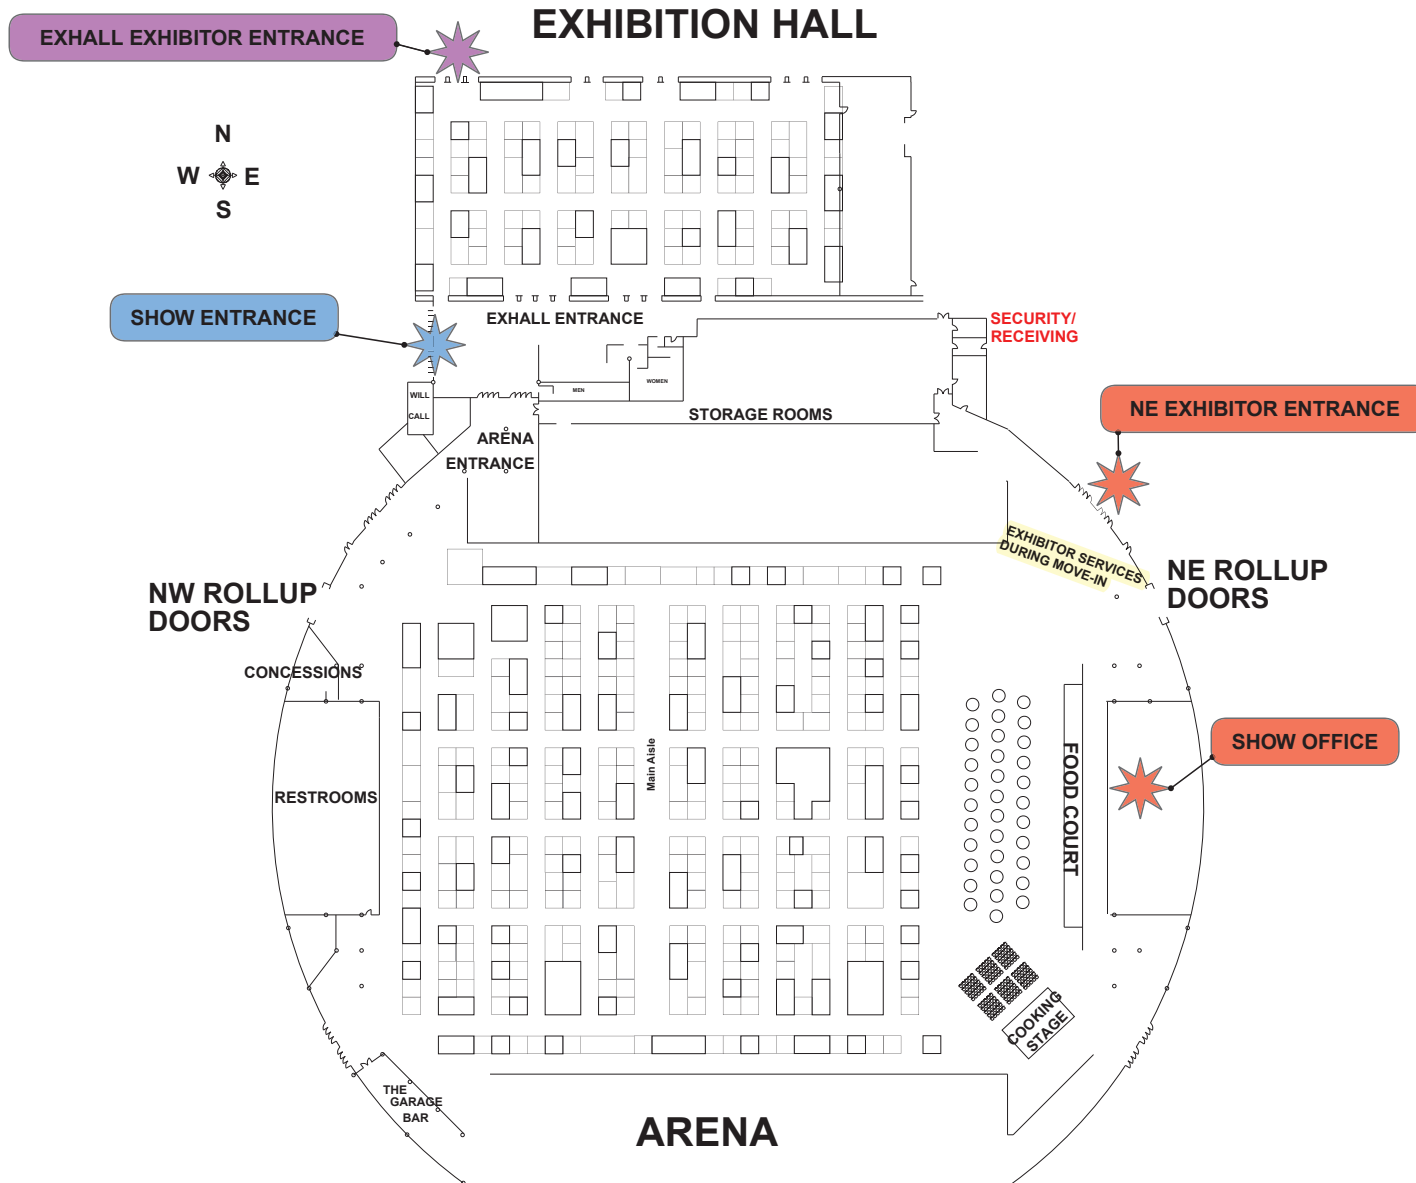 EXHIBITION HALL
EXHALL EXHIBITOR ENTRANCE
N
W
E
S
SHOW ENTRANCE
EXHALL ENTRANCE
SECURITY/
RECEIVING
MEN
WOMEN
WILL
CALL
STORAGE ROOMS
NE EXHIBITOR ENTRANCE
ARENA
ENTRANCE
EXHIBITOR SERVICES
DURING MOVE-IN
NW ROLLUP
DOORS
NE ROLLUP
DOORS
CONCESSIONS
Main Aisle
FOOD COURT
SHOW OFFICE
RESTROOMS
COOKING
STAGE
THE
GARAGE
BAR
ARENA